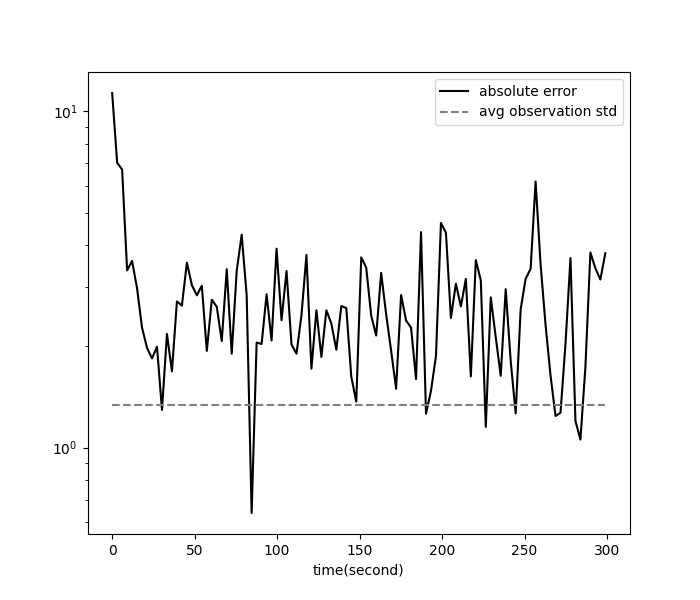 absolute error
avg observation std
10¹
10⁰
0 50 100 150 200 250 300
time(second)